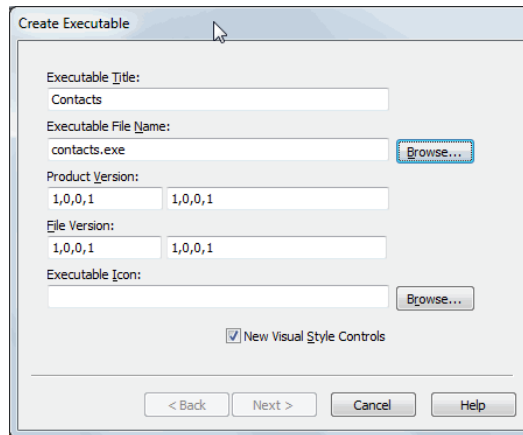 Create Executable
Executable Title:
Contacts
Executable File Name:
contacts.exe
Browse...
Product Version:
1,0,0,1 1,0,0,1
File Version:
1,0,0,1 1,0,0,1
Executable Icon:
Browse...
New Visual Style Controls
< Back Next > Cancel Help